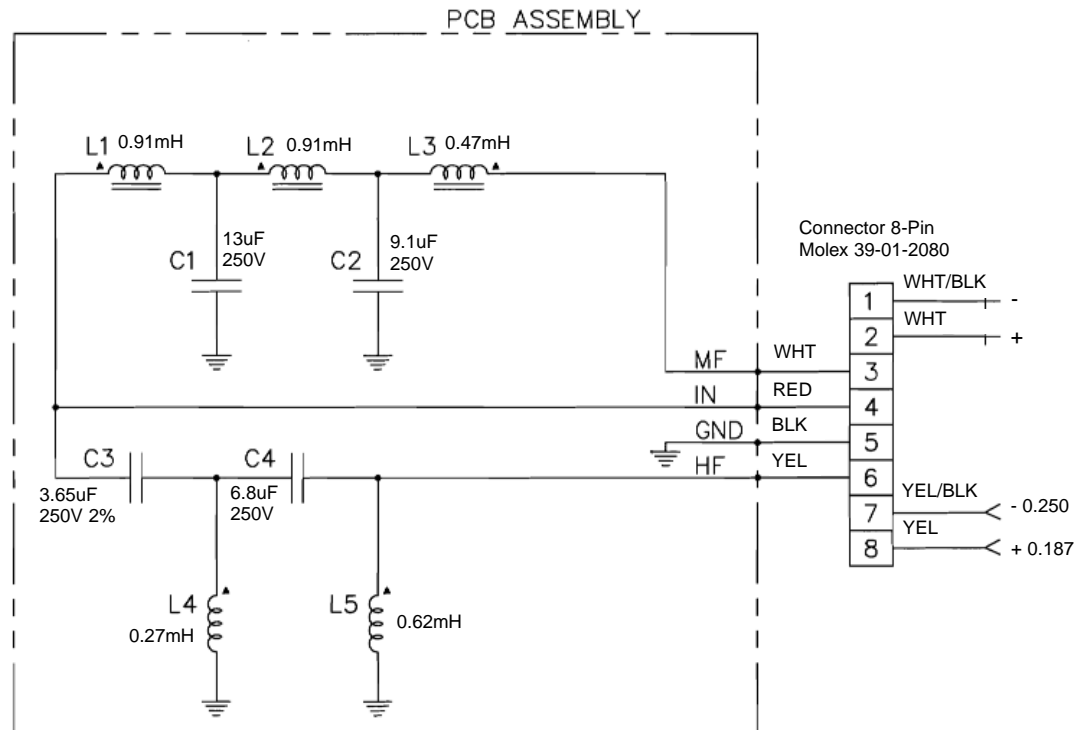 PCB ASSEMBLY
L1 0.91mH
L2 0.91mH
L3 0.47mH
C1
13uF
250V
C2
9.1uF
250V
Connector 8-Pin
Molex 39-01-2080
1 WHT/BLK -
2 WHT +
MF WHT 3
IN RED 4
GND BLK 5
HF YEL 6
7 YEL/BLK - 0.250
8 YEL + 0.187
C3
3.65uF
250V 2%
C4
6.8uF
250V
L4
0.27mH
L5
0.62mH